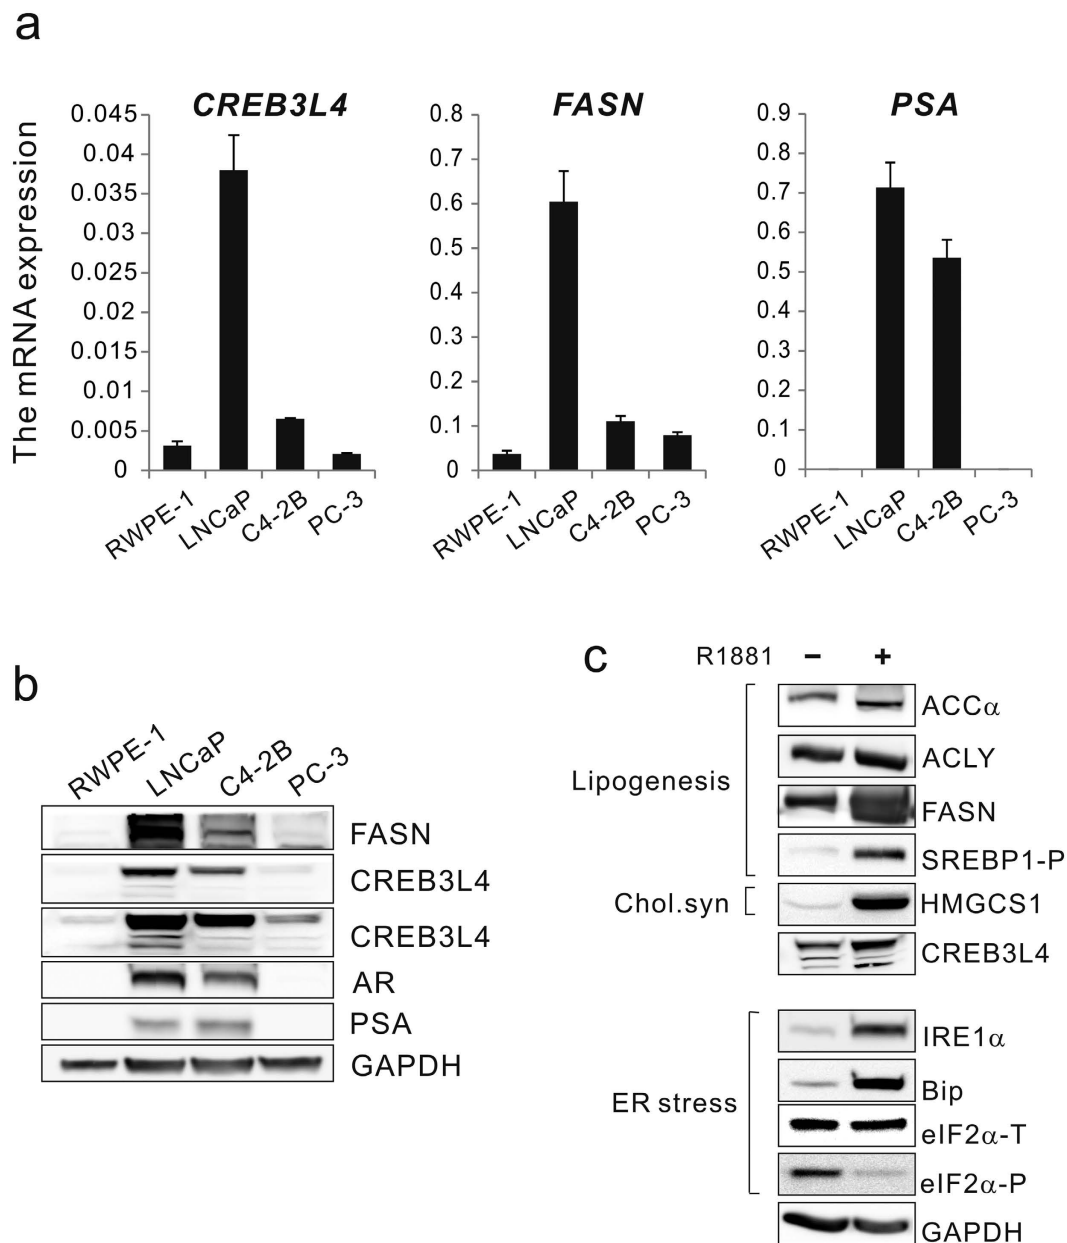 a
The mRNA expression
CREB3L4
0.045
0.04
0.035
0.03
0.025
0.02
0.015
0.01
0.005
0
RWPE-1
LNCaP
C4-2B
PC-3
FASN
0.8
0.7
0.6
0.5
0.4
0.3
0.2
0.1
0
RWPE-1
LNCaP
C4-2B
PC-3
PSA
0.9
0.8
0.7
0.6
0.5
0.4
0.3
0.2
0.1
0
RWPE-1
LNCaP
C4-2B
PC-3
b
RWPE-1
LNCaP
C4-2B
PC-3
FASN
CREB3L4
CREB3L4
AR
PSA
GAPDH
c
R1881 – +
Lipogenesis
ACCα
ACLY
FASN
SREBP1-P
Chol.syn
HMGCS1
CREB3L4
ER stress
IRE1α
Bip
eIF2α-T
eIF2α-P
GAPDH